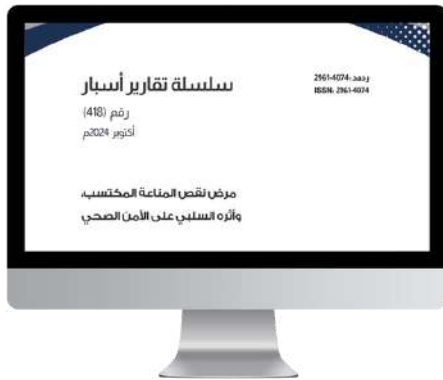 سلسلة تقارير أسبار
رقم (418)
أكتوبر 2024م
ردمد: 2961-4074
ISSN: 2961-4074
مرض نقص المناعة المكتسب،
وأثره السلبي على الأمن الصحي